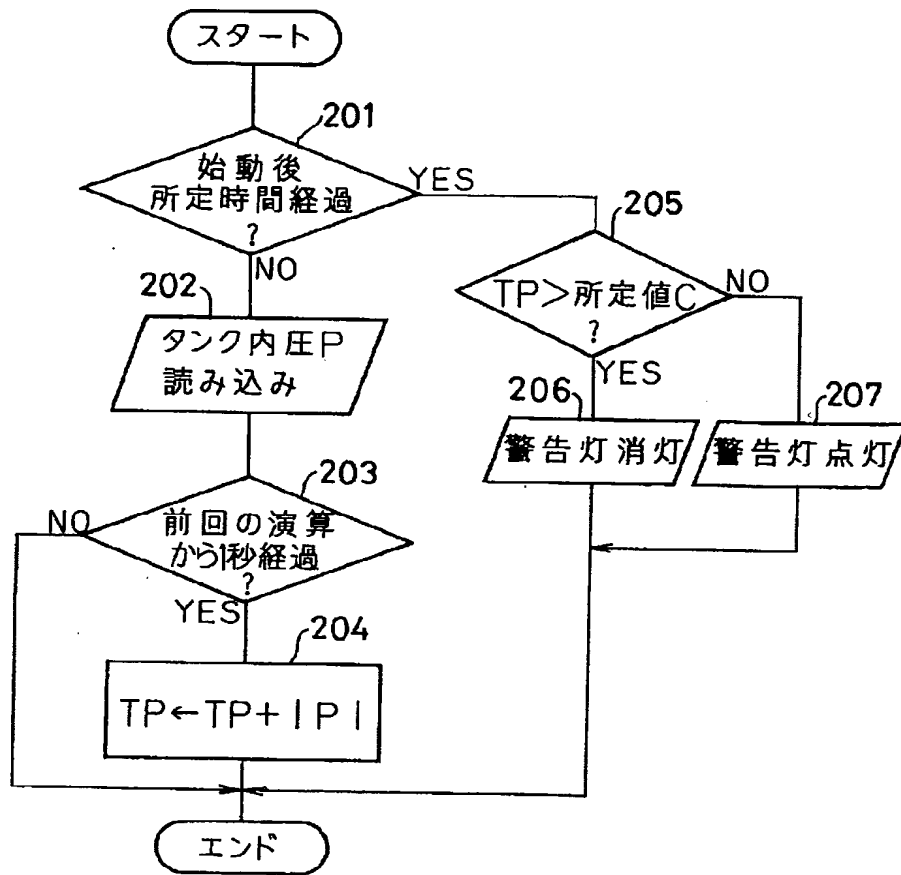 スタート
201
始動後
所定時間経過
?
YES
NO
205
TP>所定値C
?
NO
YES
202
タンク内圧P
読み込み
206
警告灯消灯
207
警告灯点灯
203
前回の演算
から1秒経過
?
NO
YES
204
TP←TP+|P|
エンド